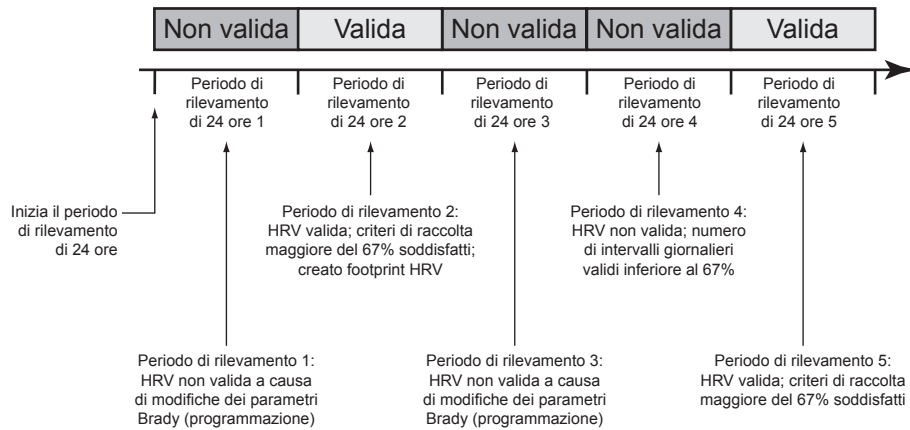 Non valida
Valida
Non valida
Non valida
Valida
Periodo di
rilevamento
di 24 ore 1
Periodo di
rilevamento
di 24 ore 2
Periodo di
rilevamento
di 24 ore 3
Periodo di
rilevamento
di 24 ore 4
Periodo di
rilevamento
di 24 ore 5
Inizia il periodo
di rilevamento
di 24 ore
Periodo di rilevamento 2:
HRV valida; criteri di raccolta
maggiore del 67% soddisfatti;
creato footprint HRV
Periodo di rilevamento 4:
HRV non valida; numero
di intervalli giornalieri
validi inferiore al 67%
Periodo di rilevamento 1:
HRV non valida a causa
di modifiche dei parametri
Brady (programmazione)
Periodo di rilevamento 3:
HRV non valida a causa
di modifiche dei parametri
Brady (programmazione)
Periodo di rilevamento 5:
HRV valida; criteri di raccolta
maggiore del 67% soddisfatti